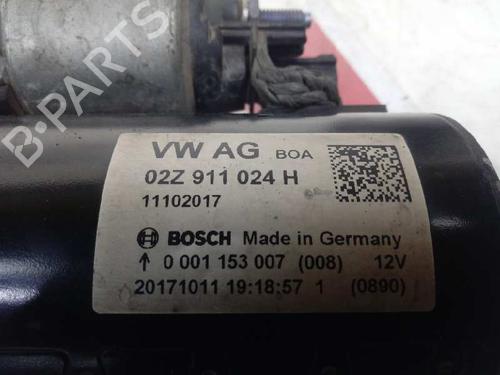 B-PARTS
VW AG BOA
02Z 911 024 H
11102017
BOSCH Made in Germany
↑ 0 001 153 007 (008) 12V
20171011 19:18:57 1 (0890)